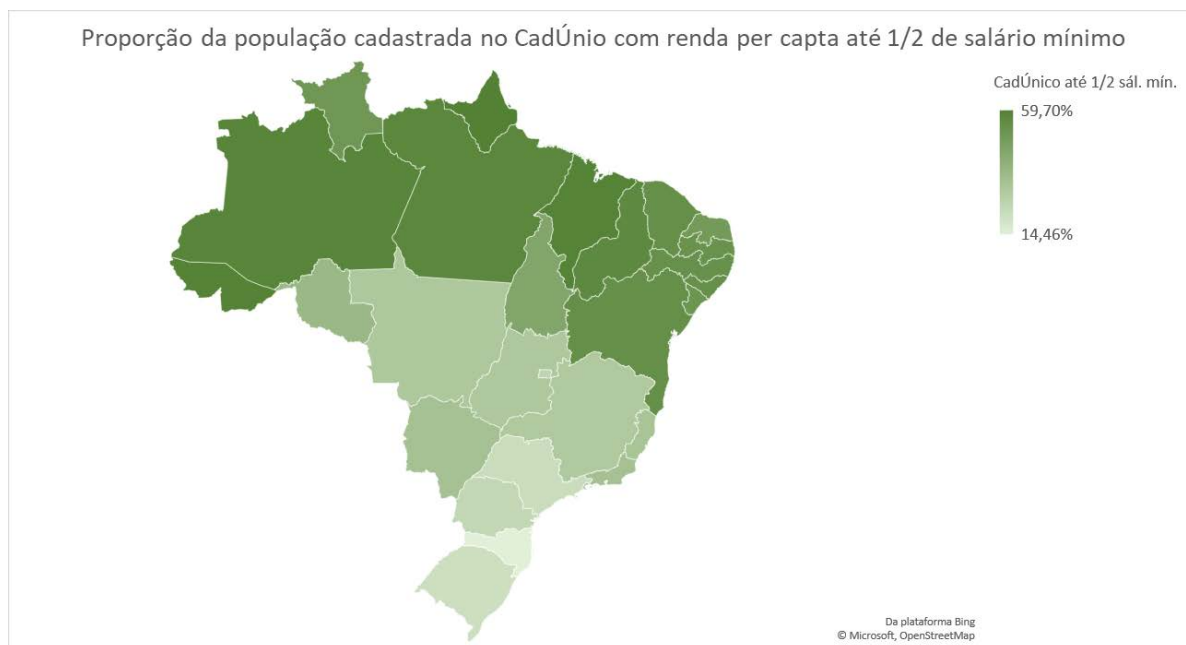 Proporção da população cadastrada no CadÚnio com renda per capta até 1/2 de salário mínimo
CadÚnico até 1/2 sál. mín.
59,70%
14,46%
Da plataforma Bing
© Microsoft, OpenStreetMap